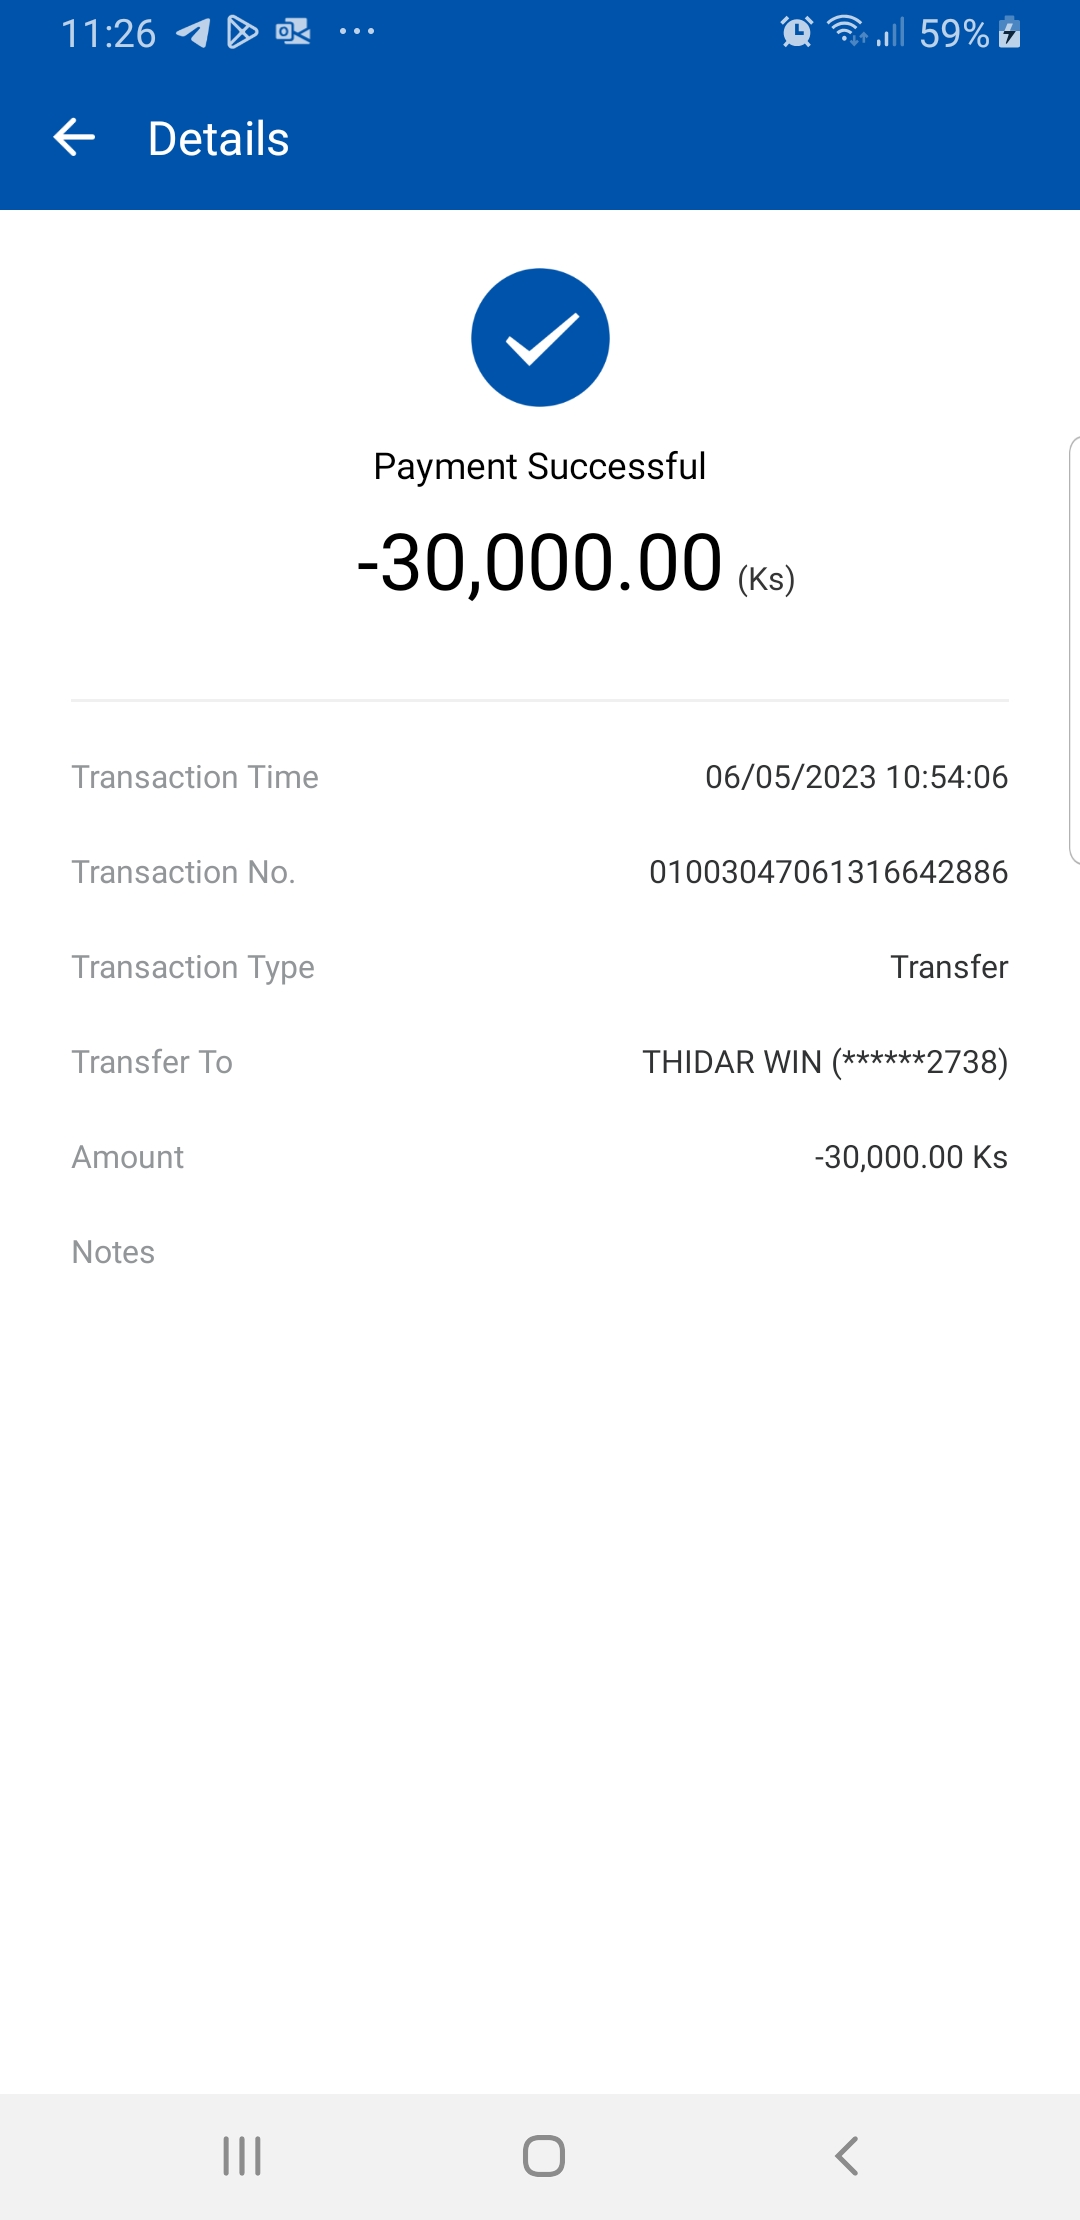 11:26 59%
Details
Payment Successful
-30,000.00 (Ks)
Transaction Time 06/05/2023 10:54:06
Transaction No. 01003047061316642886
Transaction Type Transfer
Transfer To THIDAR WIN (******2738)
Amount -30,000.00 Ks
Notes